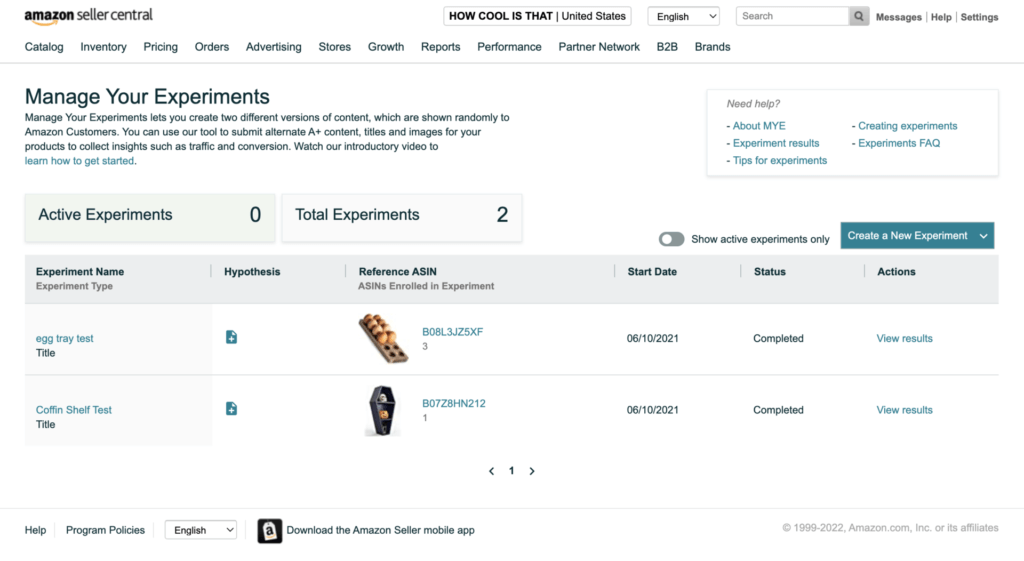 amazon seller central
HOW COOL IS THAT | United States
English
Search
Messages | Help | Settings
Catalog Inventory Pricing Orders Advertising Stores Growth Reports Performance Partner Network B2B Brands
Manage Your Experiments
Manage Your Experiments lets you create two different versions of content, which are shown randomly to
Amazon Customers. You can use our tool to submit alternate A+ content, titles and images for your
products to collect insights such as traffic and conversion. Watch our introductory video to
learn how to get started.
Need help?
- About MYE - Creating experiments
- Experiment results - Experiments FAQ
- Tips for experiments
Active Experiments 0
Total Experiments 2
Show active experiments only
Create a New Experiment
Experiment Name Hypothesis Reference ASIN Start Date Status Actions
Experiment Type ASINs Enrolled in Experiment
egg tray test B08L3JZ5XF 06/10/2021 Completed View results
Title 3
Coffin Shelf Test B07Z8HN212 06/10/2021 Completed View results
Title 1
< 1 >
Help Program Policies English a Download the Amazon Seller mobile app © 1999-2022, Amazon.com, Inc. or its affiliates